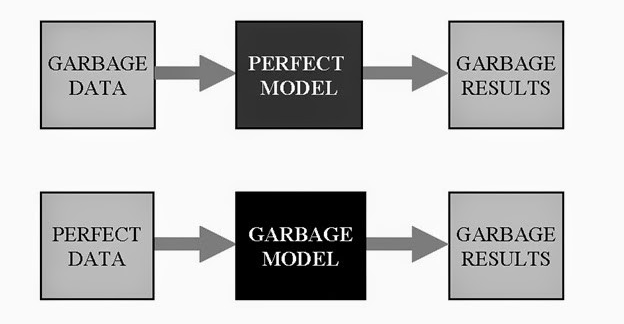 GARBAGE
DATA
PERFECT
MODEL
GARBAGE
RESULTS
PERFECT
DATA
GARBAGE
MODEL
GARBAGE
RESULTS